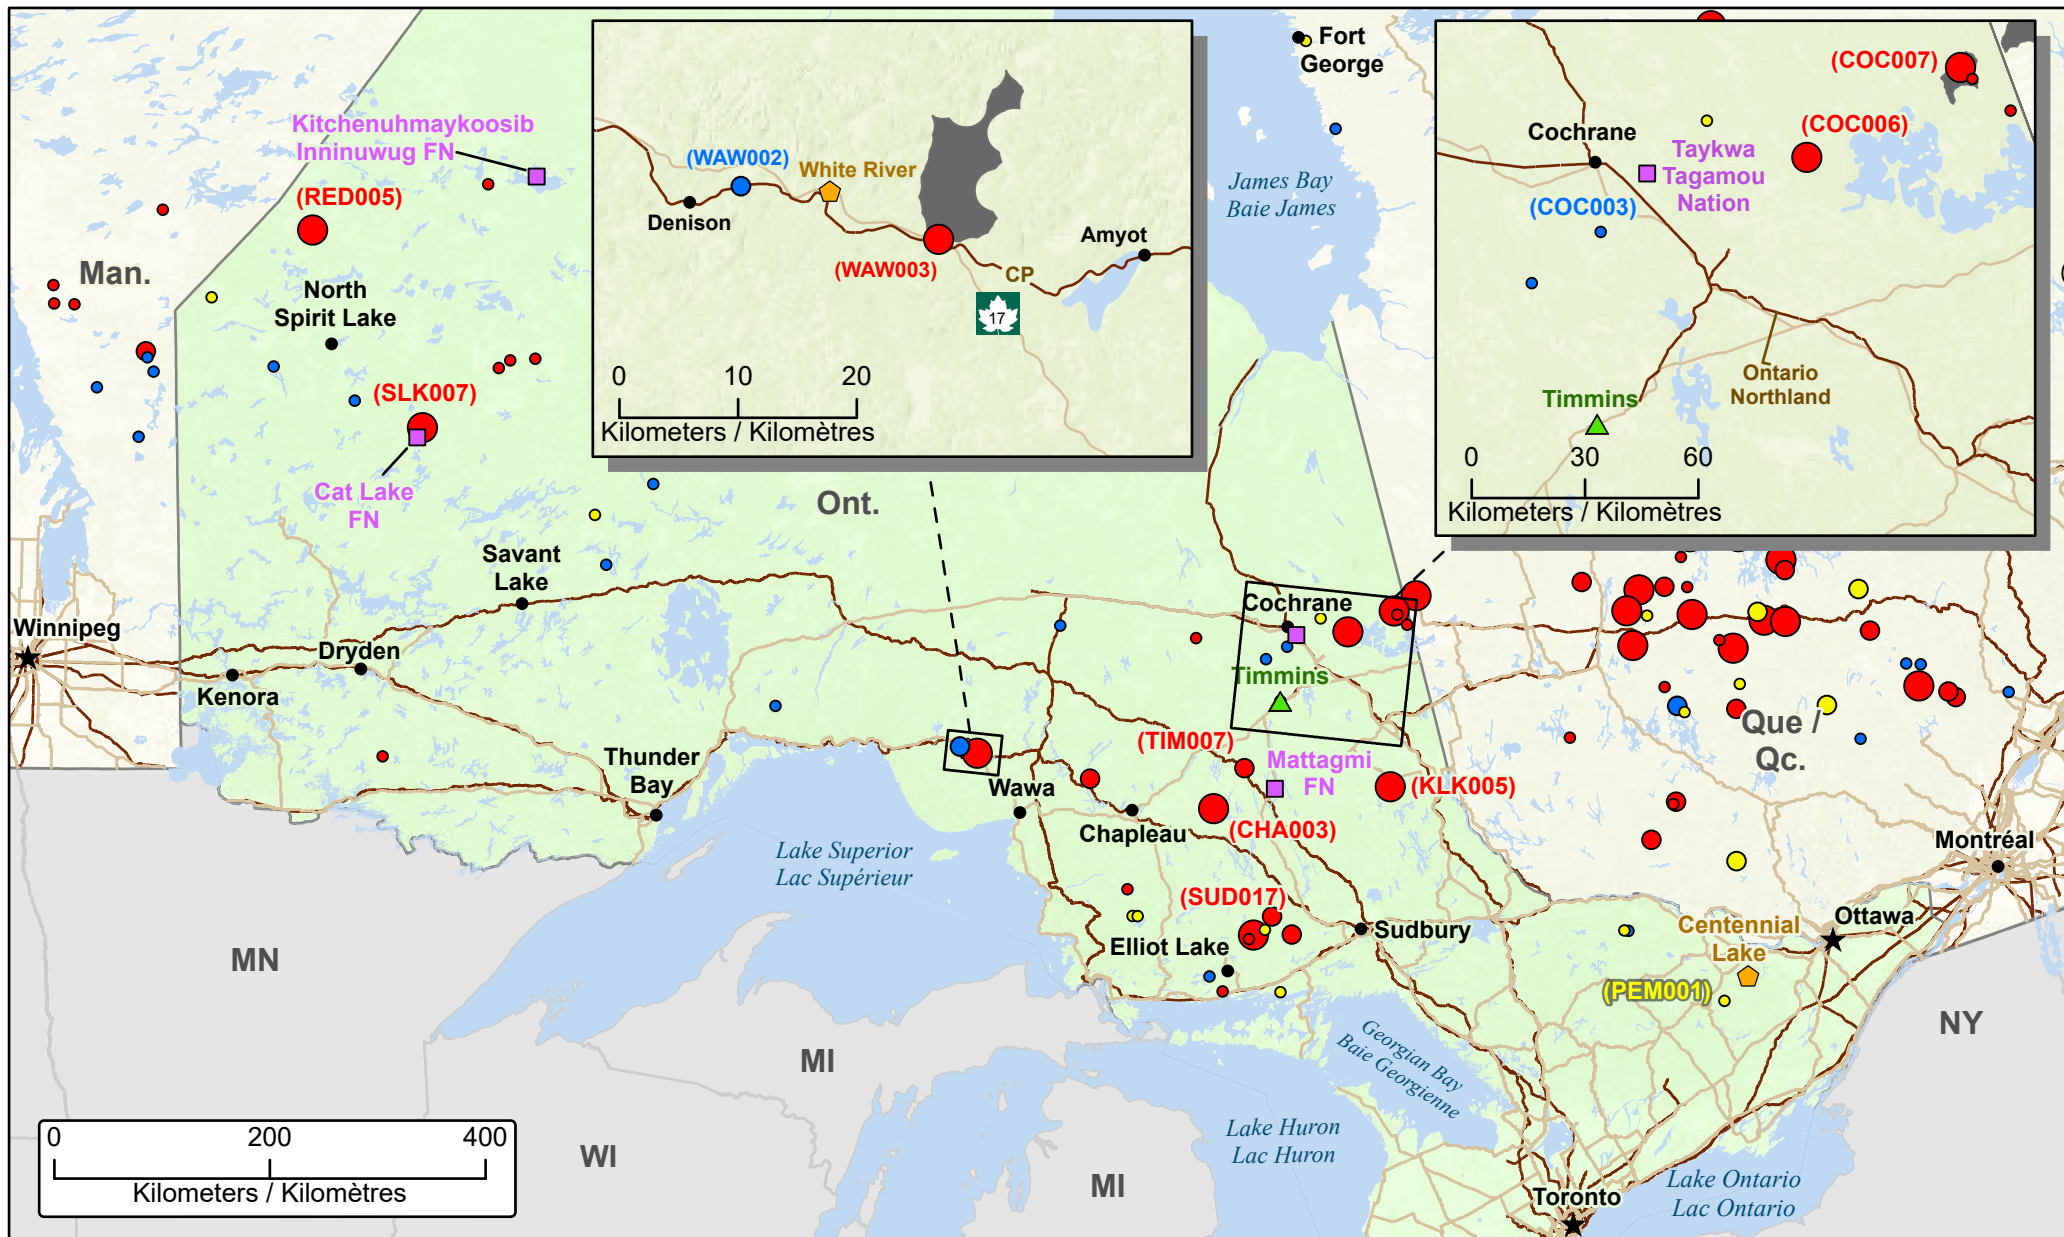 Fort
George
(COC007)
(COC006)
Cochrane
Taykwa
Tagamou
Nation
(COC003)
Ontario
Northland
Timmins
0 30 60
Kilometers / Kilomètres
Kitchenuhmaykoosib
Inninuwug FN
(RED005)
(WAW002)
White River
Denison
Amyot
(WAW003)
CP
17
0 10 20
Kilometers / Kilomètres
James Bay
Baie James
Man.
North
Spirit Lake
(SLK007)
Cat Lake
FN
Ont.
Savant
Lake
Winnipeg
Kenora
Dryden
Thunder
Bay
Cochrane
Timmins
(TIM007)
Mattagmi
FN
(KLK005)
(CHA003)
Wawa
Chapleau
Que /
Qc.
Montréal
Lake Superior
Lac Supérieur
(SUD017)
Elliot Lake
Sudbury
Centennial
Lake
Ottawa
(PEM001)
MN
MI
NY
Georgian Bay
Baie Georgienne
Lake Huron
Lac Huron
WI
MI
Lake Ontario
Lac Ontario
Toronto
0 200 400
Kilometers / Kilomètres